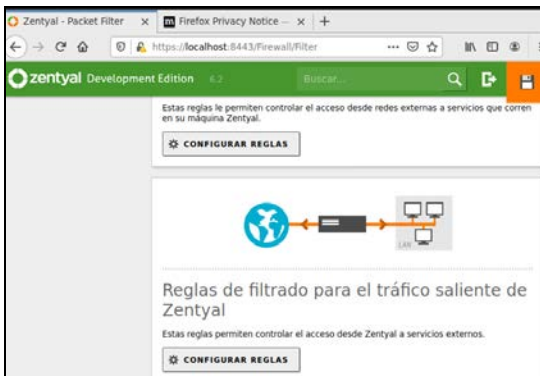 Zentyal - Packet Filter
Firefox Privacy Notice —
https://localhost:8443/Firewall/Filter
zentyal Development Edition 6.2
Buscar...
Estas reglas le permiten controlar el acceso desde redes externas a servicios que corren
en su máquina Zentyal.
CONFIGURAR REGLAS
LAN
Reglas de filtrado para el tráfico saliente de
Zentyal
Estas reglas permiten controlar el acceso desde Zentyal a servicios externos.
CONFIGURAR REGLAS